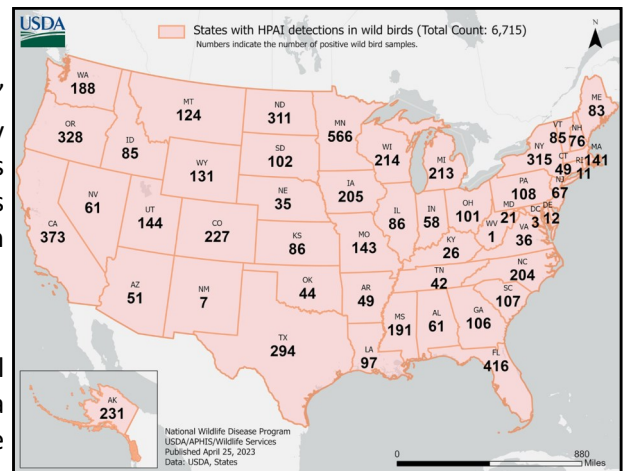 USDA
States with HPAI detections in wild birds (Total Count: 6,715)
Numbers indicate the number of positive wild bird samples.
N
WA
188
MT
124
ND
311
MN
566
ME
83
OR
328
ID
85
WY
131
SD
102
WI
214
MI
213
VT
85
NH
76
NY
315
MA
141
CT
49
RI
11
NV
61
UT
144
CO
227
NE
35
IA
205
IL
86
IN
58
OH
101
PA
108
NJ
67
CA
373
KS
86
MO
143
KY
26
WV
1
MD
21
DC
3
DE
12
VA
36
AZ
51
NM
7
OK
44
AR
49
TN
42
NC
204
SC
107
TX
294
LA
97
MS
191
AL
61
GA
106
FL
416
AK
231
National Wildlife Disease Program
USDA/APHIS/Wildlife Services
Published April 25, 2023
Data: USDA, States
0 880
Miles